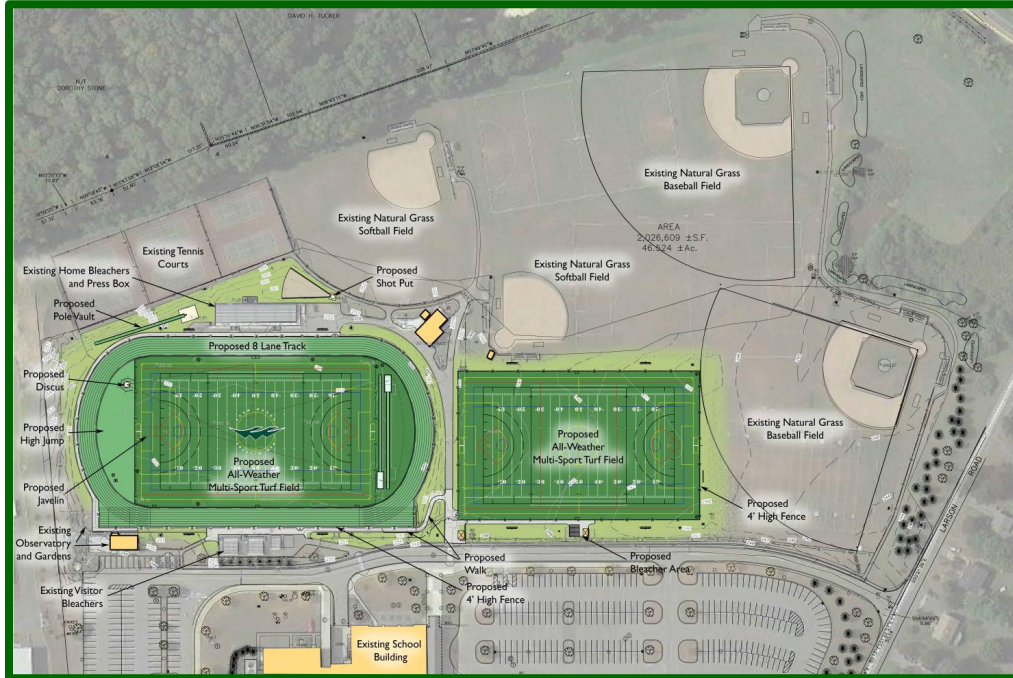 DAVID H. TUCKER
N/F
DOROTHY STONE
Existing Natural Grass
Baseball Field
AREA
2,026,609 ±S.F.
46.524 ±Ac.
Existing Natural Grass
Softball Field
Existing Natural Grass
Softball Field
Existing Tennis
Courts
Existing Home Bleachers
and Press Box
Proposed
Shot Put
Proposed
Pole Vault
Proposed 8 Lane Track
Proposed
Discus
Proposed
High Jump
Proposed
Javelin
Proposed
All-Weather
Multi-Sport Turf Field
Proposed
All-Weather
Multi-Sport Turf Field
Existing Natural Grass
Baseball Field
Proposed
4' High Fence
Existing
Observatory
and Gardens
Existing Visitor
Bleachers
Proposed
Walk
Proposed
4' High Fence
Proposed
Bleacher Area
Existing School
Building
LARSON ROAD